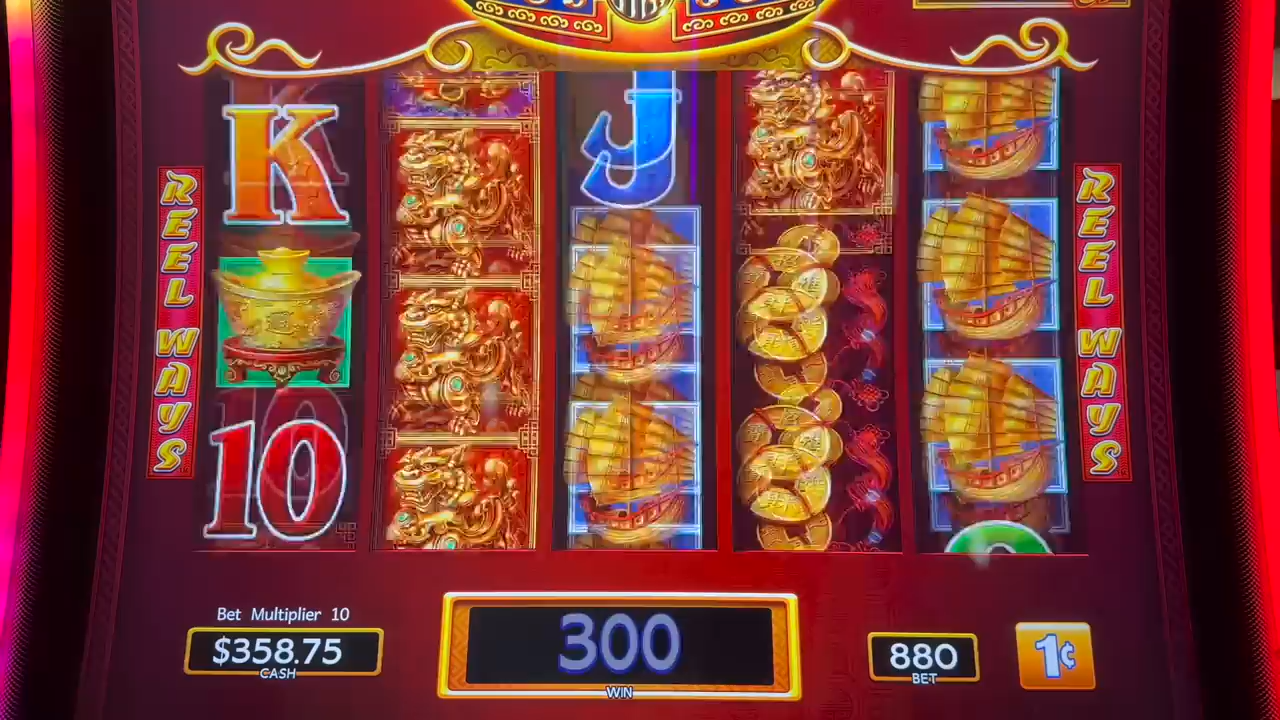 K
J
REEL WAYS
REEL WAYS
10
Bet Multiplier 10
$358.75
CASH
300
WIN
880
BET
1¢